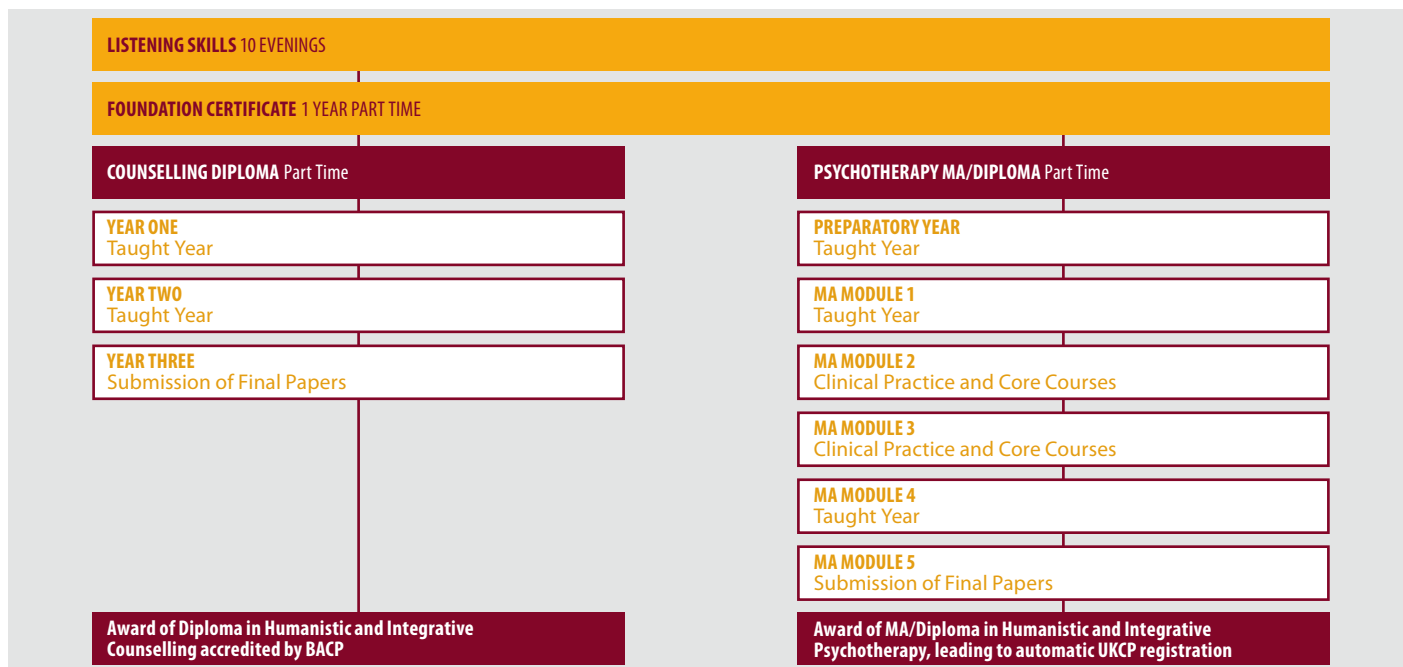 LISTENING SKILLS 10 EVENINGS
FOUNDATION CERTIFICATE 1 YEAR PART TIME
COUNSELLING DIPLOMA Part Time
YEAR ONE
Taught Year
YEAR TWO
Taught Year
YEAR THREE
Submission of Final Papers
Award of Diploma in Humanistic and Integrative
Counselling accredited by BACP
PSYCHOTHERAPY MA/DIPLOMA Part Time
PREPARATORY YEAR
Taught Year
MA MODULE 1
Taught Year
MA MODULE 2
Clinical Practice and Core Courses
MA MODULE 3
Clinical Practice and Core Courses
MA MODULE 4
Taught Year
MA MODULE 5
Submission of Final Papers
Award of MA/Diploma in Humanistic and Integrative
Psychotherapy, leading to automatic UKCP registration